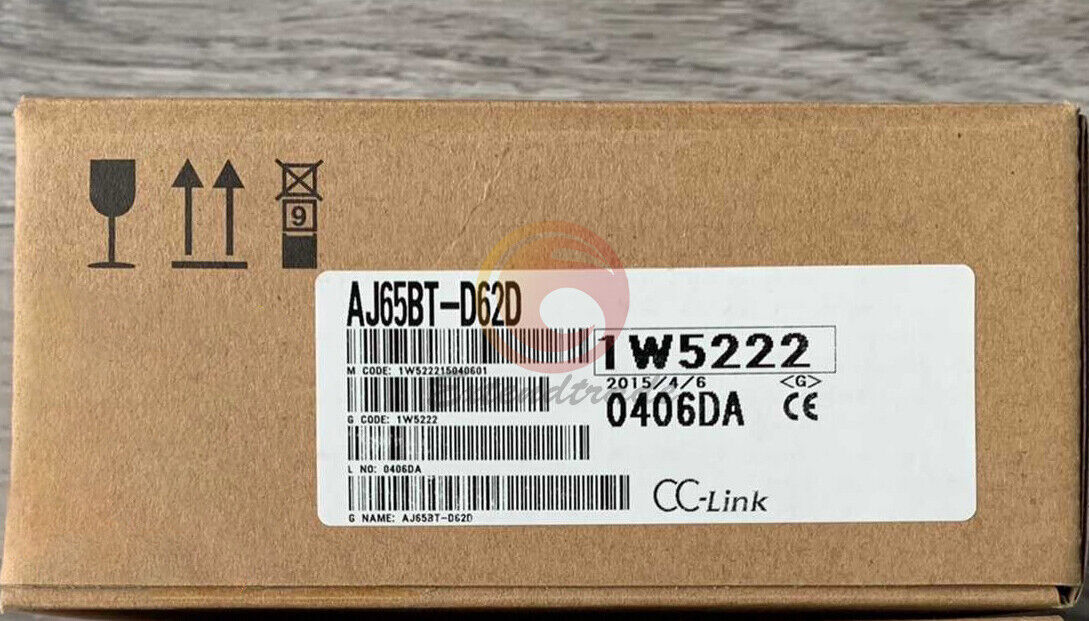 9
AJ65BT-D62D
M CODE: 1W522215040601
1W5222
2015/4/6 <G>
G CODE: 1W5222
0406DA CE
L NO: 0406DA
G NAME: AJ65BT-D62D
CC-Link
Extendtrade